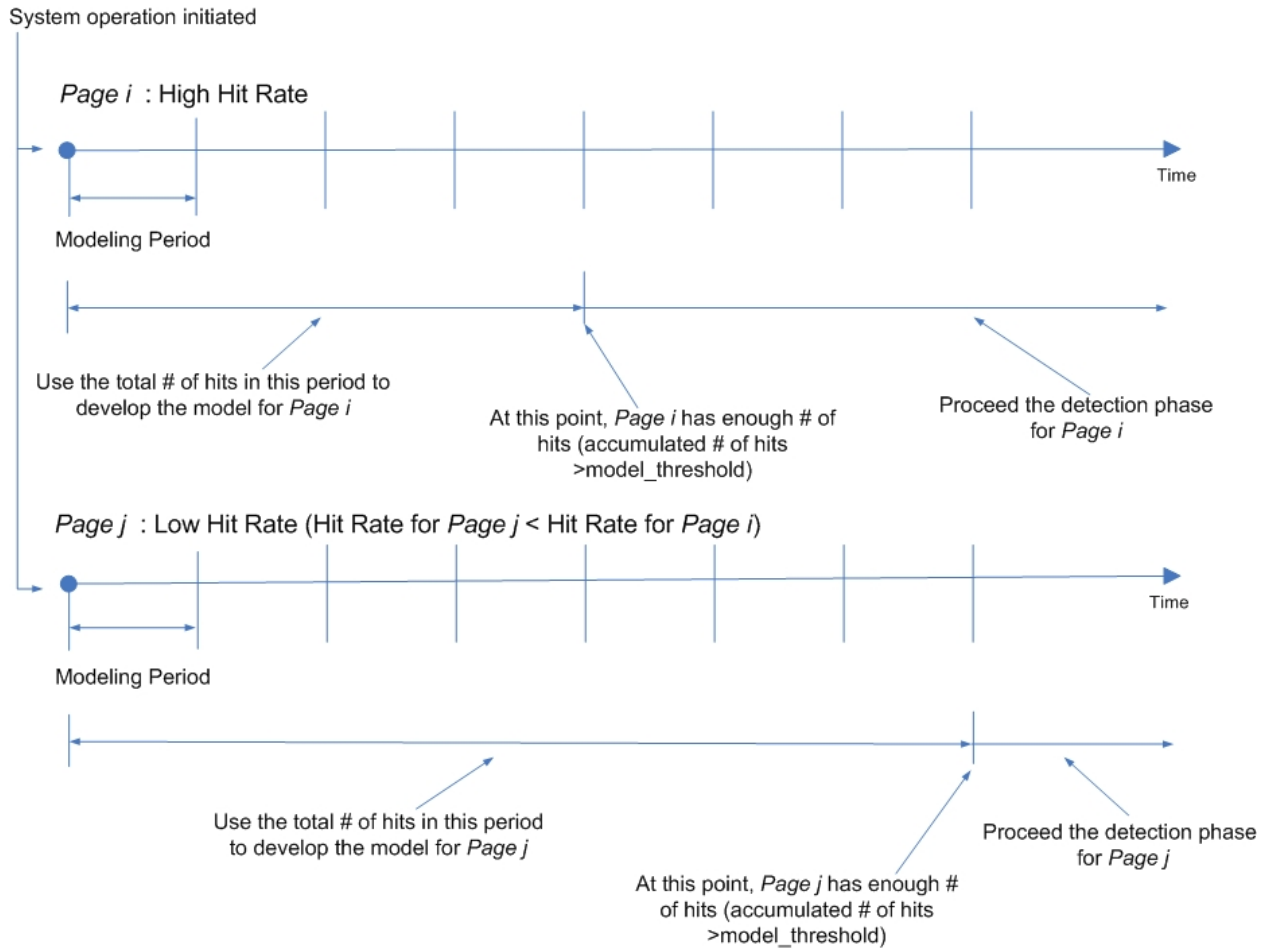 System operation initiated
Page i : High Hit Rate
Time
Modeling Period
Use the total # of hits in this period to
develop the model for Page i
At this point, Page i has enough # of
hits (accumulated # of hits
>model_threshold)
Proceed the detection phase
for Page i
Page j : Low Hit Rate (Hit Rate for Page j < Hit Rate for Page i)
Time
Modeling Period
Use the total # of hits in this period
to develop the model for Page j
At this point, Page j has enough #
of hits (accumulated # of hits
>model_threshold)
Proceed the detection phase
for Page j